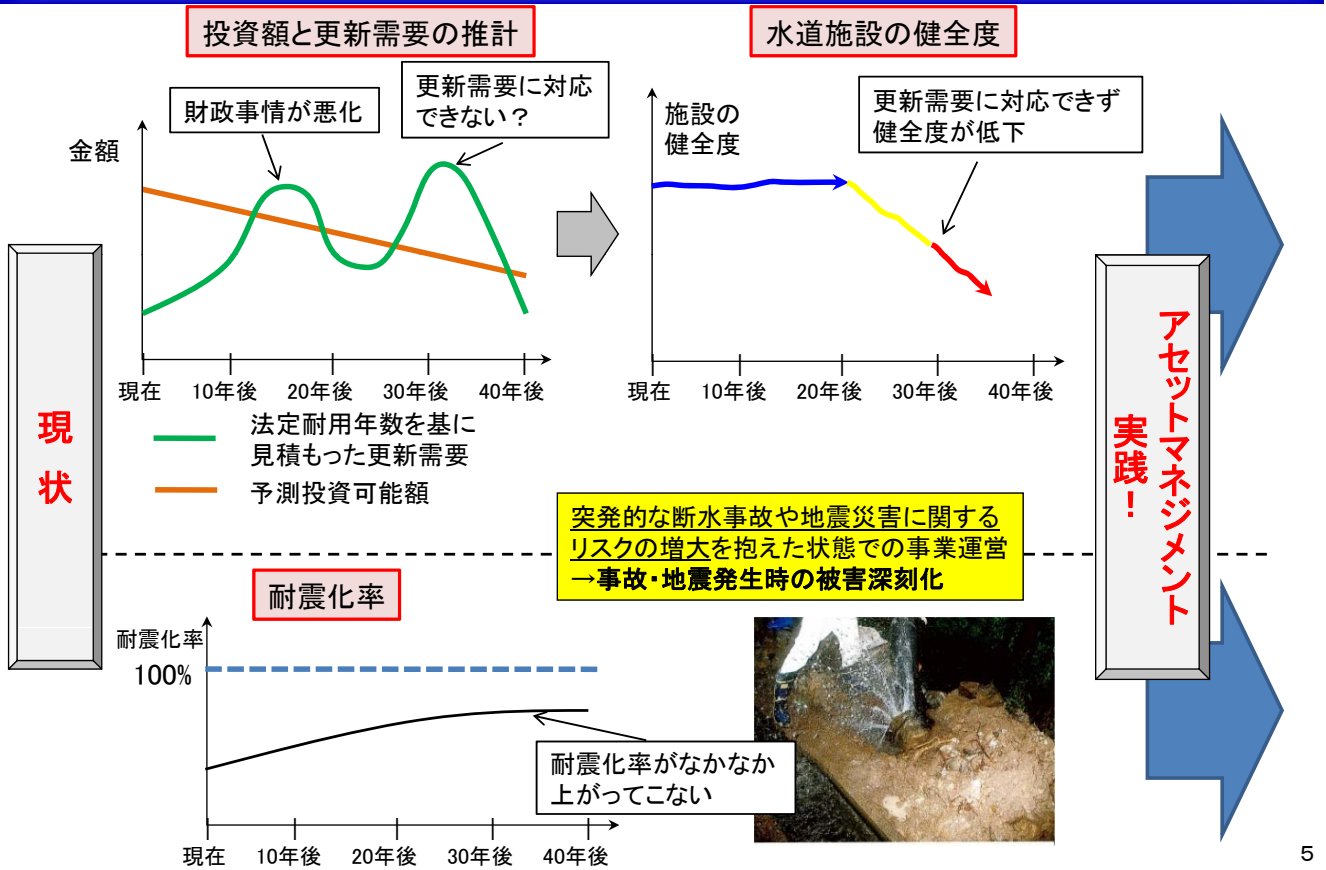 投資額と更新需要の推計
財政事情が悪化
更新需要に対応
できない？
金額
現在
10年後
20年後
30年後
40年後
法定耐用年数を基に
見積もった更新需要
予測投資可能額
水道施設の健全度
施設の
健全度
更新需要に対応できず
健全度が低下
現在
10年後
20年後
30年後
40年後
現状
突発的な断水事故や地震災害に関する
リスクの増大を抱えた状態での事業運営
→事故・地震発生時の被害深刻化
耐震化率
耐震化率
100%
耐震化率がなかなか
上がってこない
現在
10年後
20年後
30年後
40年後
アセットマネジメント
実践！
5